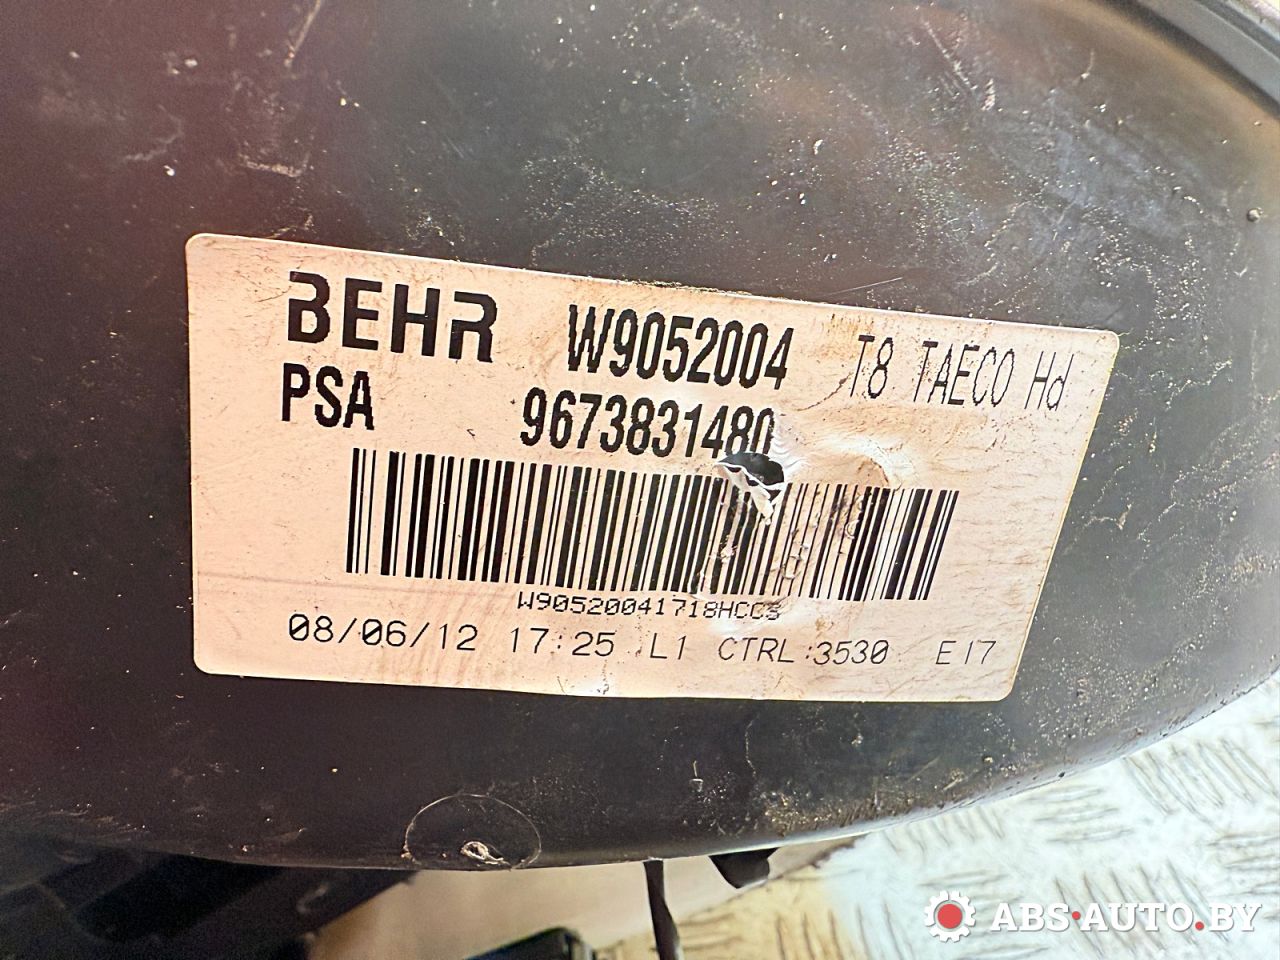 BEHR W9052004 T8 TAECO Hd
PSA 9673831480
W90520041718HCCS
08/06/12 17:25 L1 CTRL:3530 E17
ABS·AUTO.BY